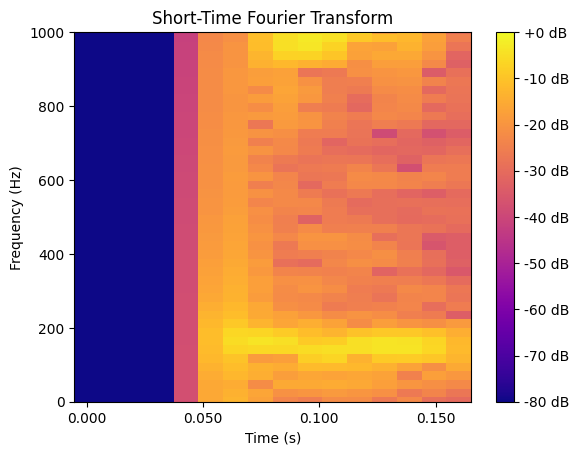 Short-Time Fourier Transform
1000
800
600
400
200
0
Frequency (Hz)
0.000
0.050
0.100
0.150
Time (s)
+0 dB
-10 dB
-20 dB
-30 dB
-40 dB
-50 dB
-60 dB
-70 dB
-80 dB